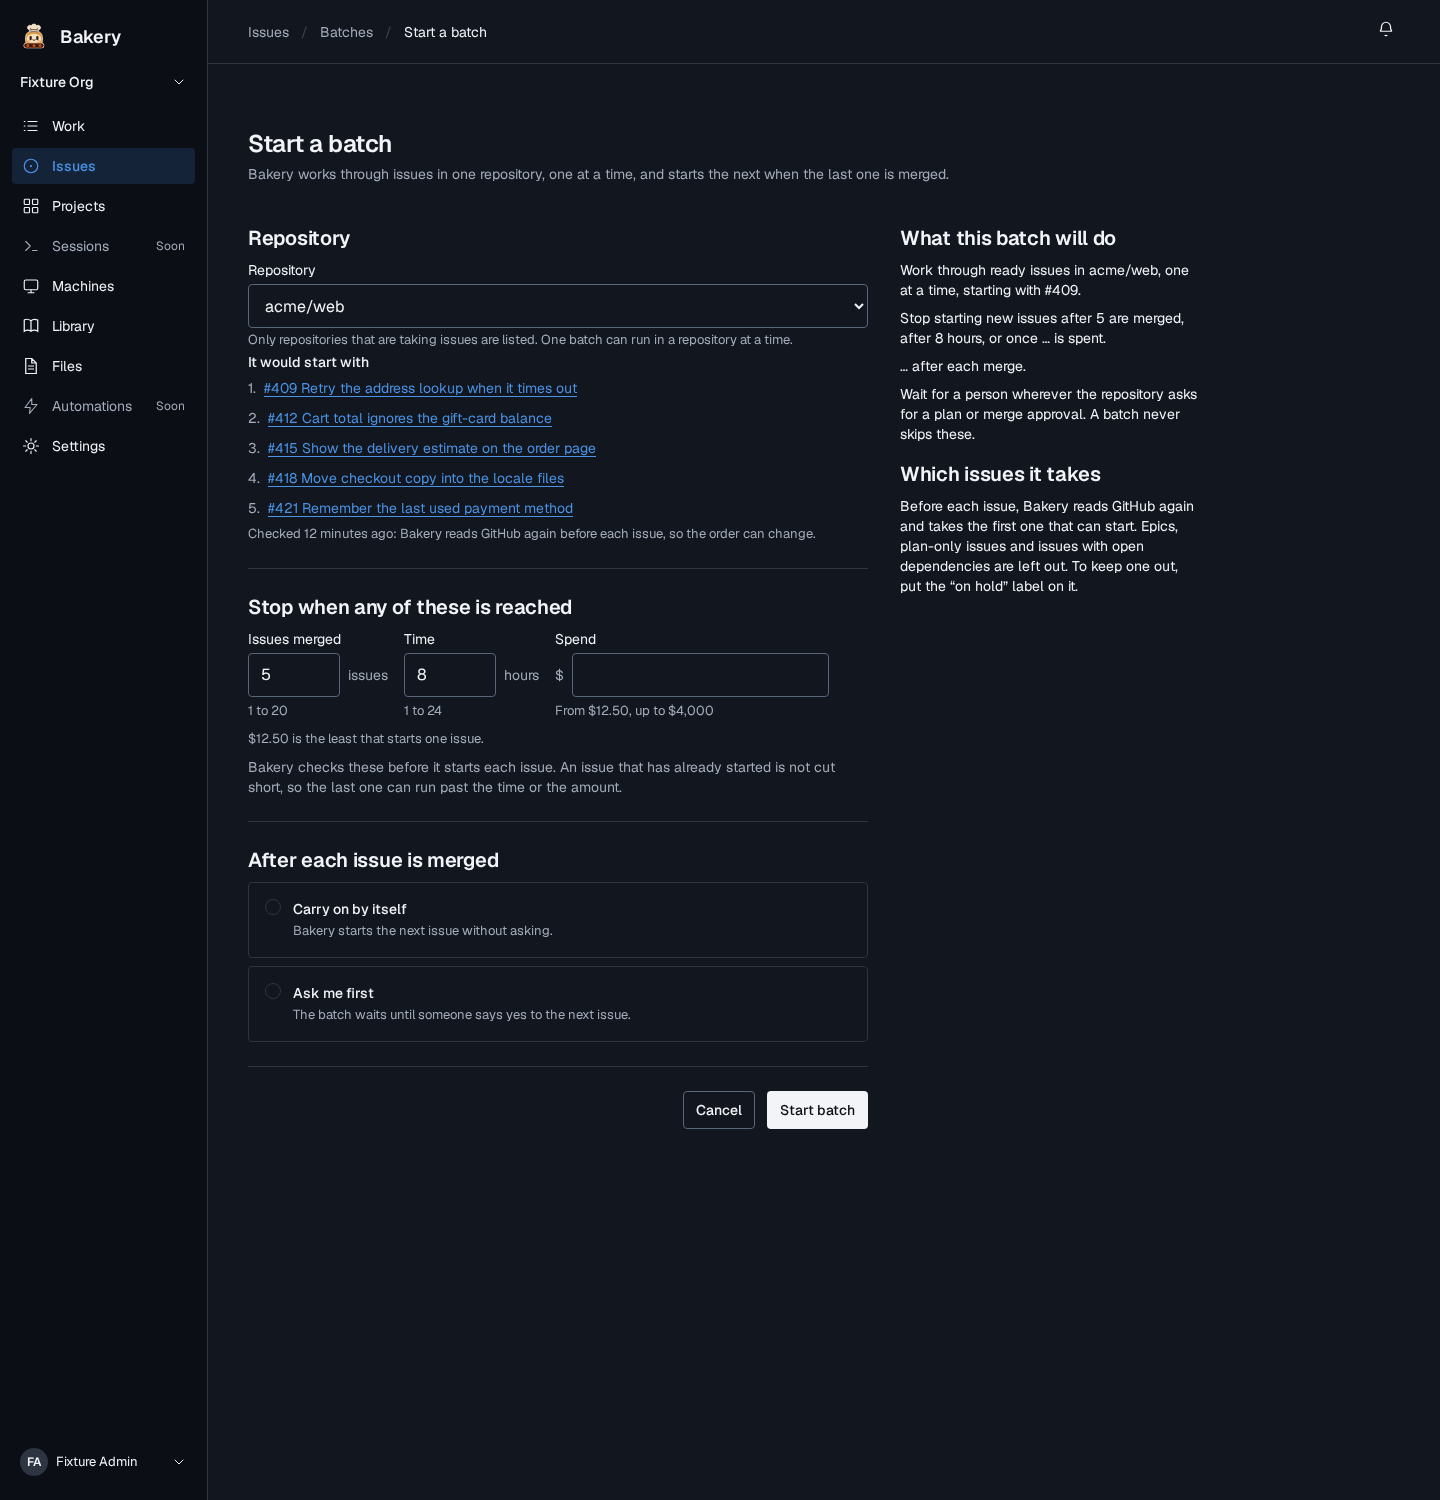 Bakery
Fixture Org
Work
Issues
Projects
Sessions Soon
Machines
Library
Files
Automations Soon
Settings
FA Fixture Admin
Issues / Batches / Start a batch
Start a batch
Bakery works through issues in one repository, one at a time, and starts the next when the last one is merged.
Repository
Repository
acme/web
Only repositories that are taking issues are listed. One batch can run in a repository at a time.
It would start with
1. #409 Retry the address lookup when it times out
2. #412 Cart total ignores the gift-card balance
3. #415 Show the delivery estimate on the order page
4. #418 Move checkout copy into the locale files
5. #421 Remember the last used payment method
Checked 12 minutes ago: Bakery reads GitHub again before each issue, so the order can change.
Stop when any of these is reached
Issues merged Time Spend
5 issues 8 hours $
1 to 20 1 to 24 From $12.50, up to $4,000
$12.50 is the least that starts one issue.
Bakery checks these before it starts each issue. An issue that has already started is not cut
short, so the last one can run past the time or the amount.
After each issue is merged
Carry on by itself
Bakery starts the next issue without asking.
Ask me first
The batch waits until someone says yes to the next issue.
Cancel Start batch
What this batch will do
Work through ready issues in acme/web, one
at a time, starting with #409.
Stop starting new issues after 5 are merged,
after 8 hours, or once … is spent.
… after each merge.
Wait for a person wherever the repository asks
for a plan or merge approval. A batch never
skips these.
Which issues it takes
Before each issue, Bakery reads GitHub again
and takes the first one that can start. Epics,
plan-only issues and issues with open
dependencies are left out. To keep one out,
put the “on hold” label on it.